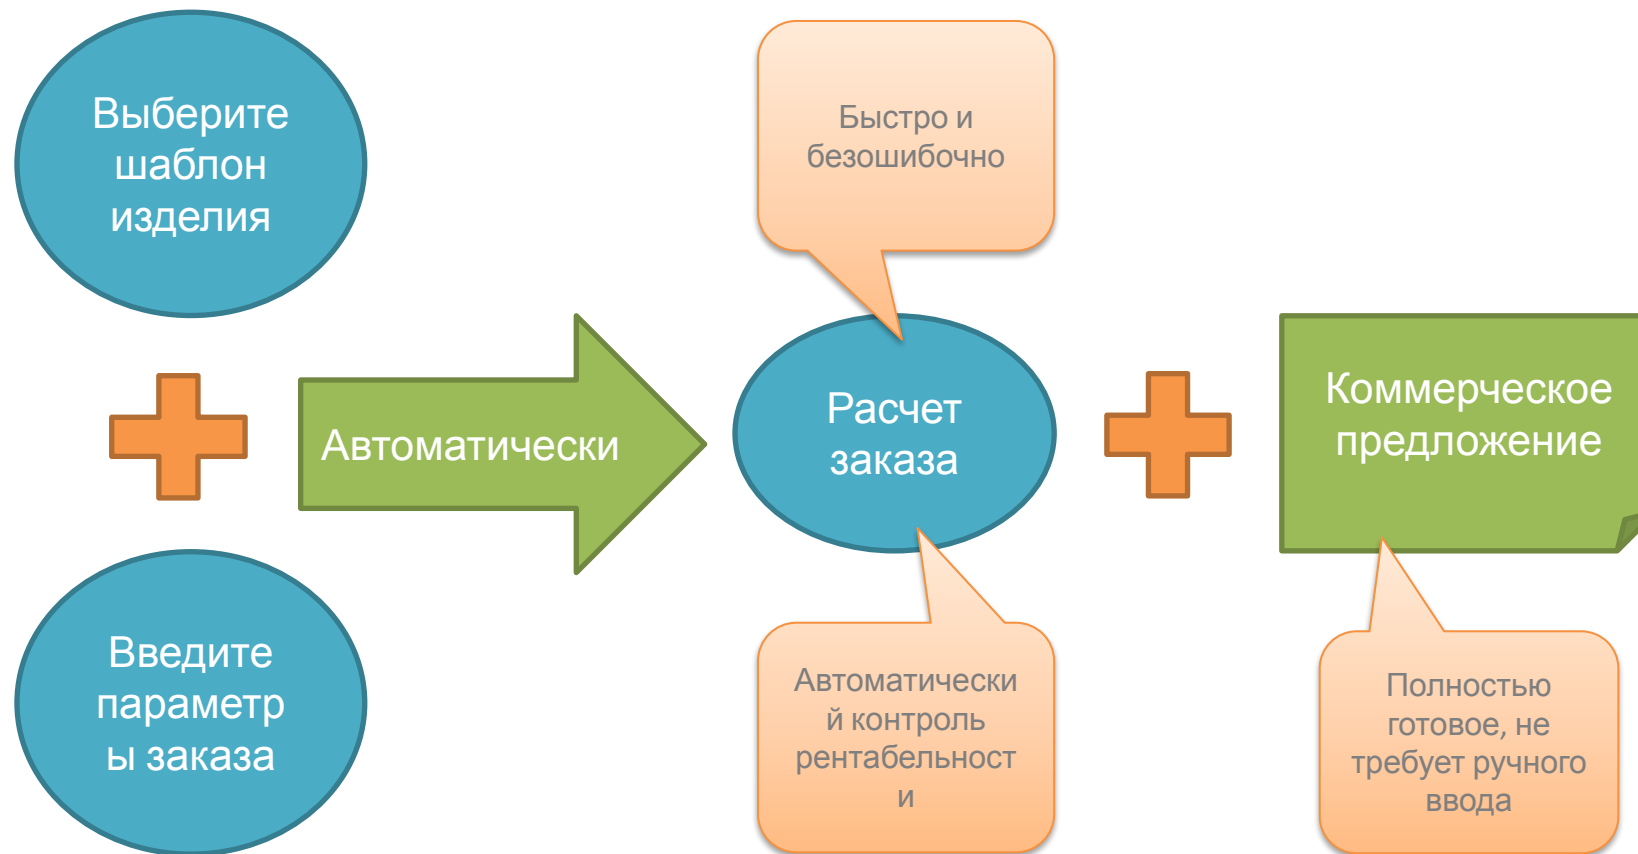 Выберите
шаблон
изделия
Введите
параметр
ы заказа
Автоматически
Быстро и
безошибочно
Расчет
заказа
Автоматически
й контроль
рентабельност
и
Коммерческое
предложение
Полностью
готовое, не
требует ручного
ввода